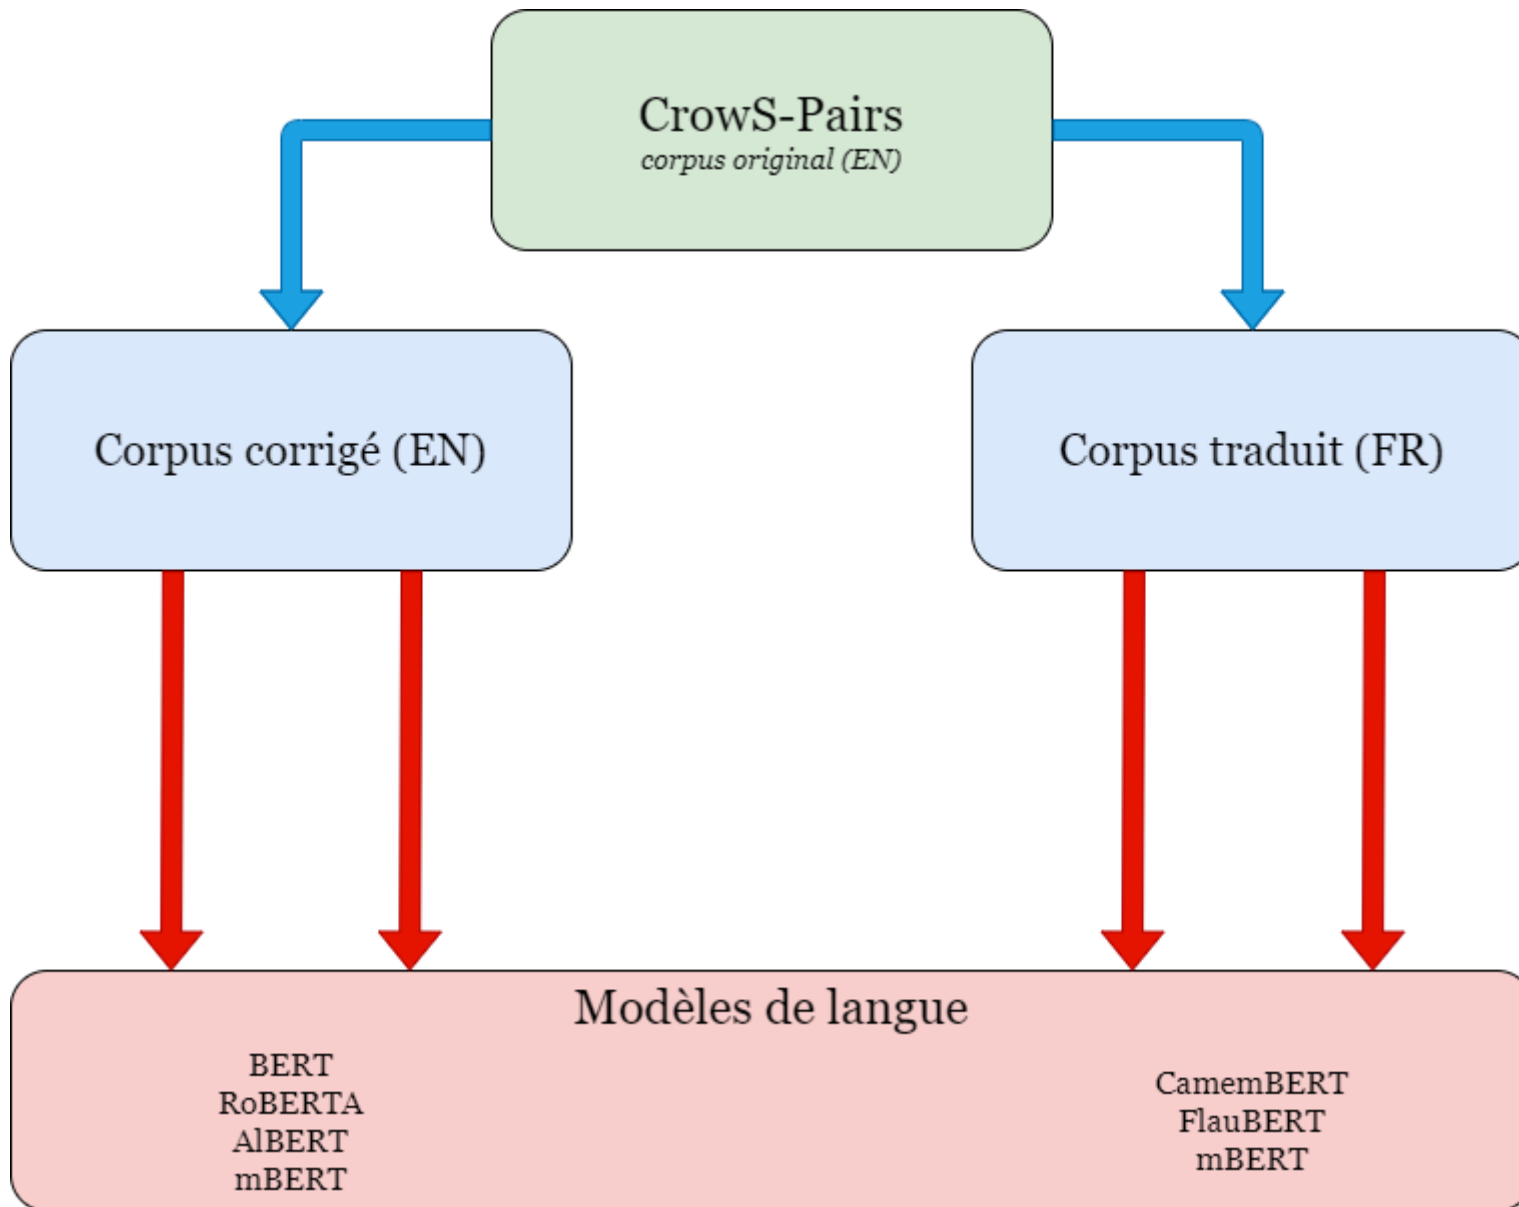 CrowS-Pairs
corpus original (EN)
Corpus corrigé (EN)
Corpus traduit (FR)
Modèles de langue
BERT
RoBERTA
AlBERT
mBERT
CamemBERT
FlauBERT
mBERT